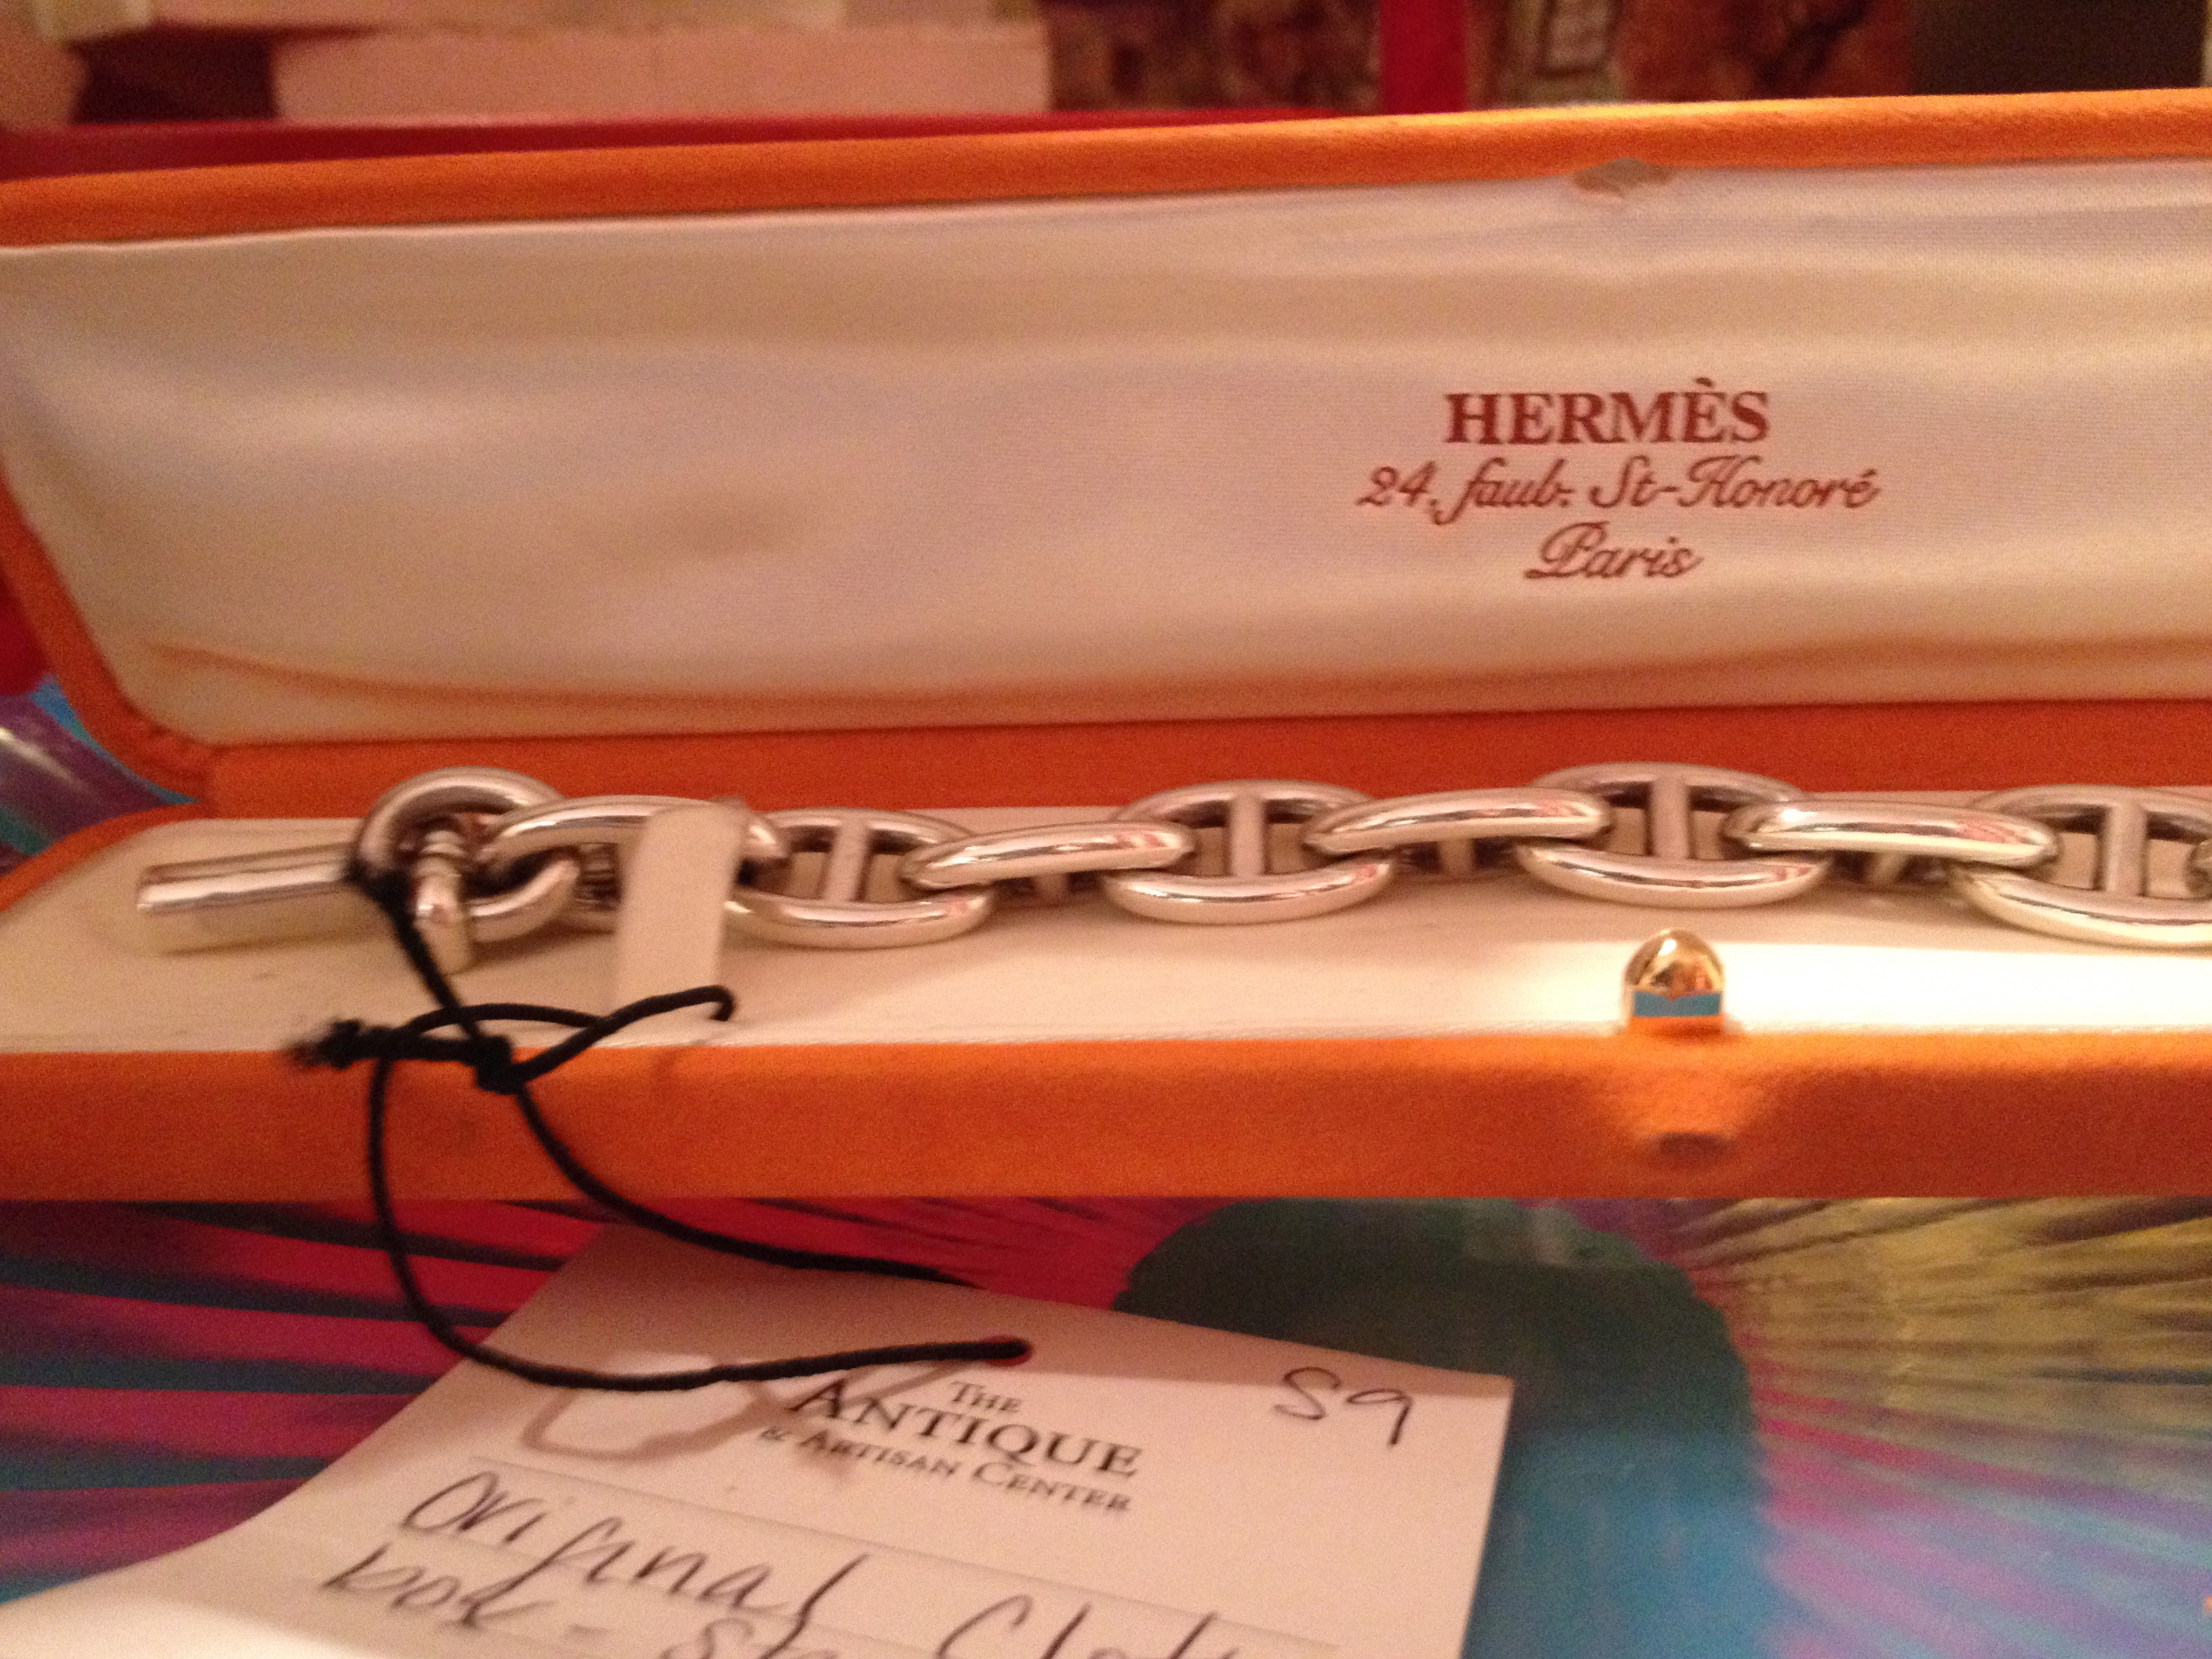 HERMÈS
24, faub. St-Honoré
Paris
S9
THE
ANTIQUE
& ARTISAN CENTER
Original